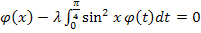 φ(x) − λ∫₀^(π/4) sin² x φ(t)dt = 0